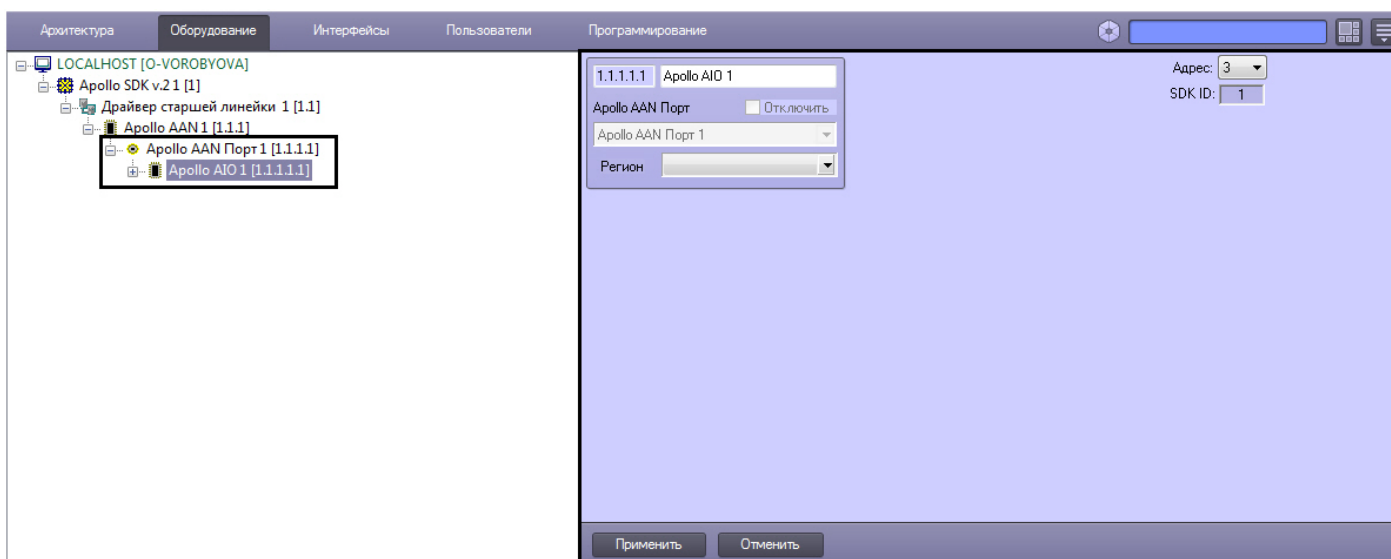 Архитектура Оборудование Интерфейсы Пользователи Программирование
LOCALHOST [O-VOROBYOVA]
Apollo SDK v.2 1 [1]
Драйвер старшей линейки 1 [1.1]
Apollo AAN 1 [1.1.1]
Apollo AAN Порт 1 [1.1.1.1]
Apollo AIO 1 [1.1.1.1.1]
1.1.1.1.1 Apollo AIO 1
Apollo AAN Порт Отключить
Apollo AAN Порт 1
Регион
Адрес: 3
SDK ID: 1
Применить Отменить